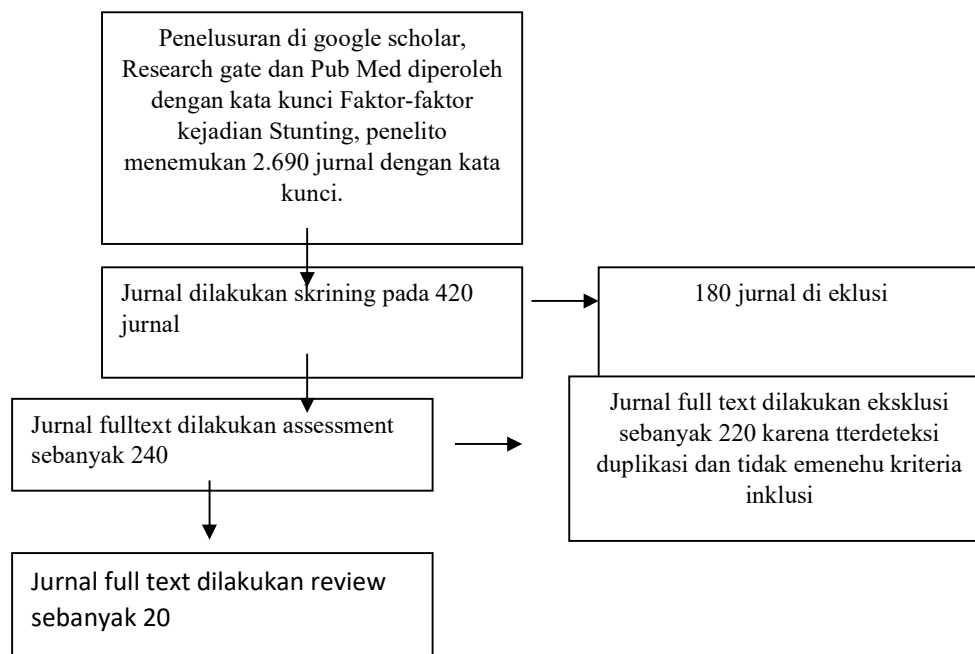 Penelusuran di google scholar,
Research gate dan Pub Med diperoleh
dengan kata kunci Faktor-faktor
kejadian Stunting, penelito
menemukan 2.690 jurnal dengan kata
kunci.
Jurnal dilakukan skrining pada 420
jurnal
180 jurnal di eklusi
Jurnal fulltext dilakukan assessment
sebanyak 240
Jurnal full text dilakukan eksklusi
sebanyak 220 karena tterdeteksi
duplikasi dan tidak emenehu kriteria
inklusi
Jurnal full text dilakukan review
sebanyak 20